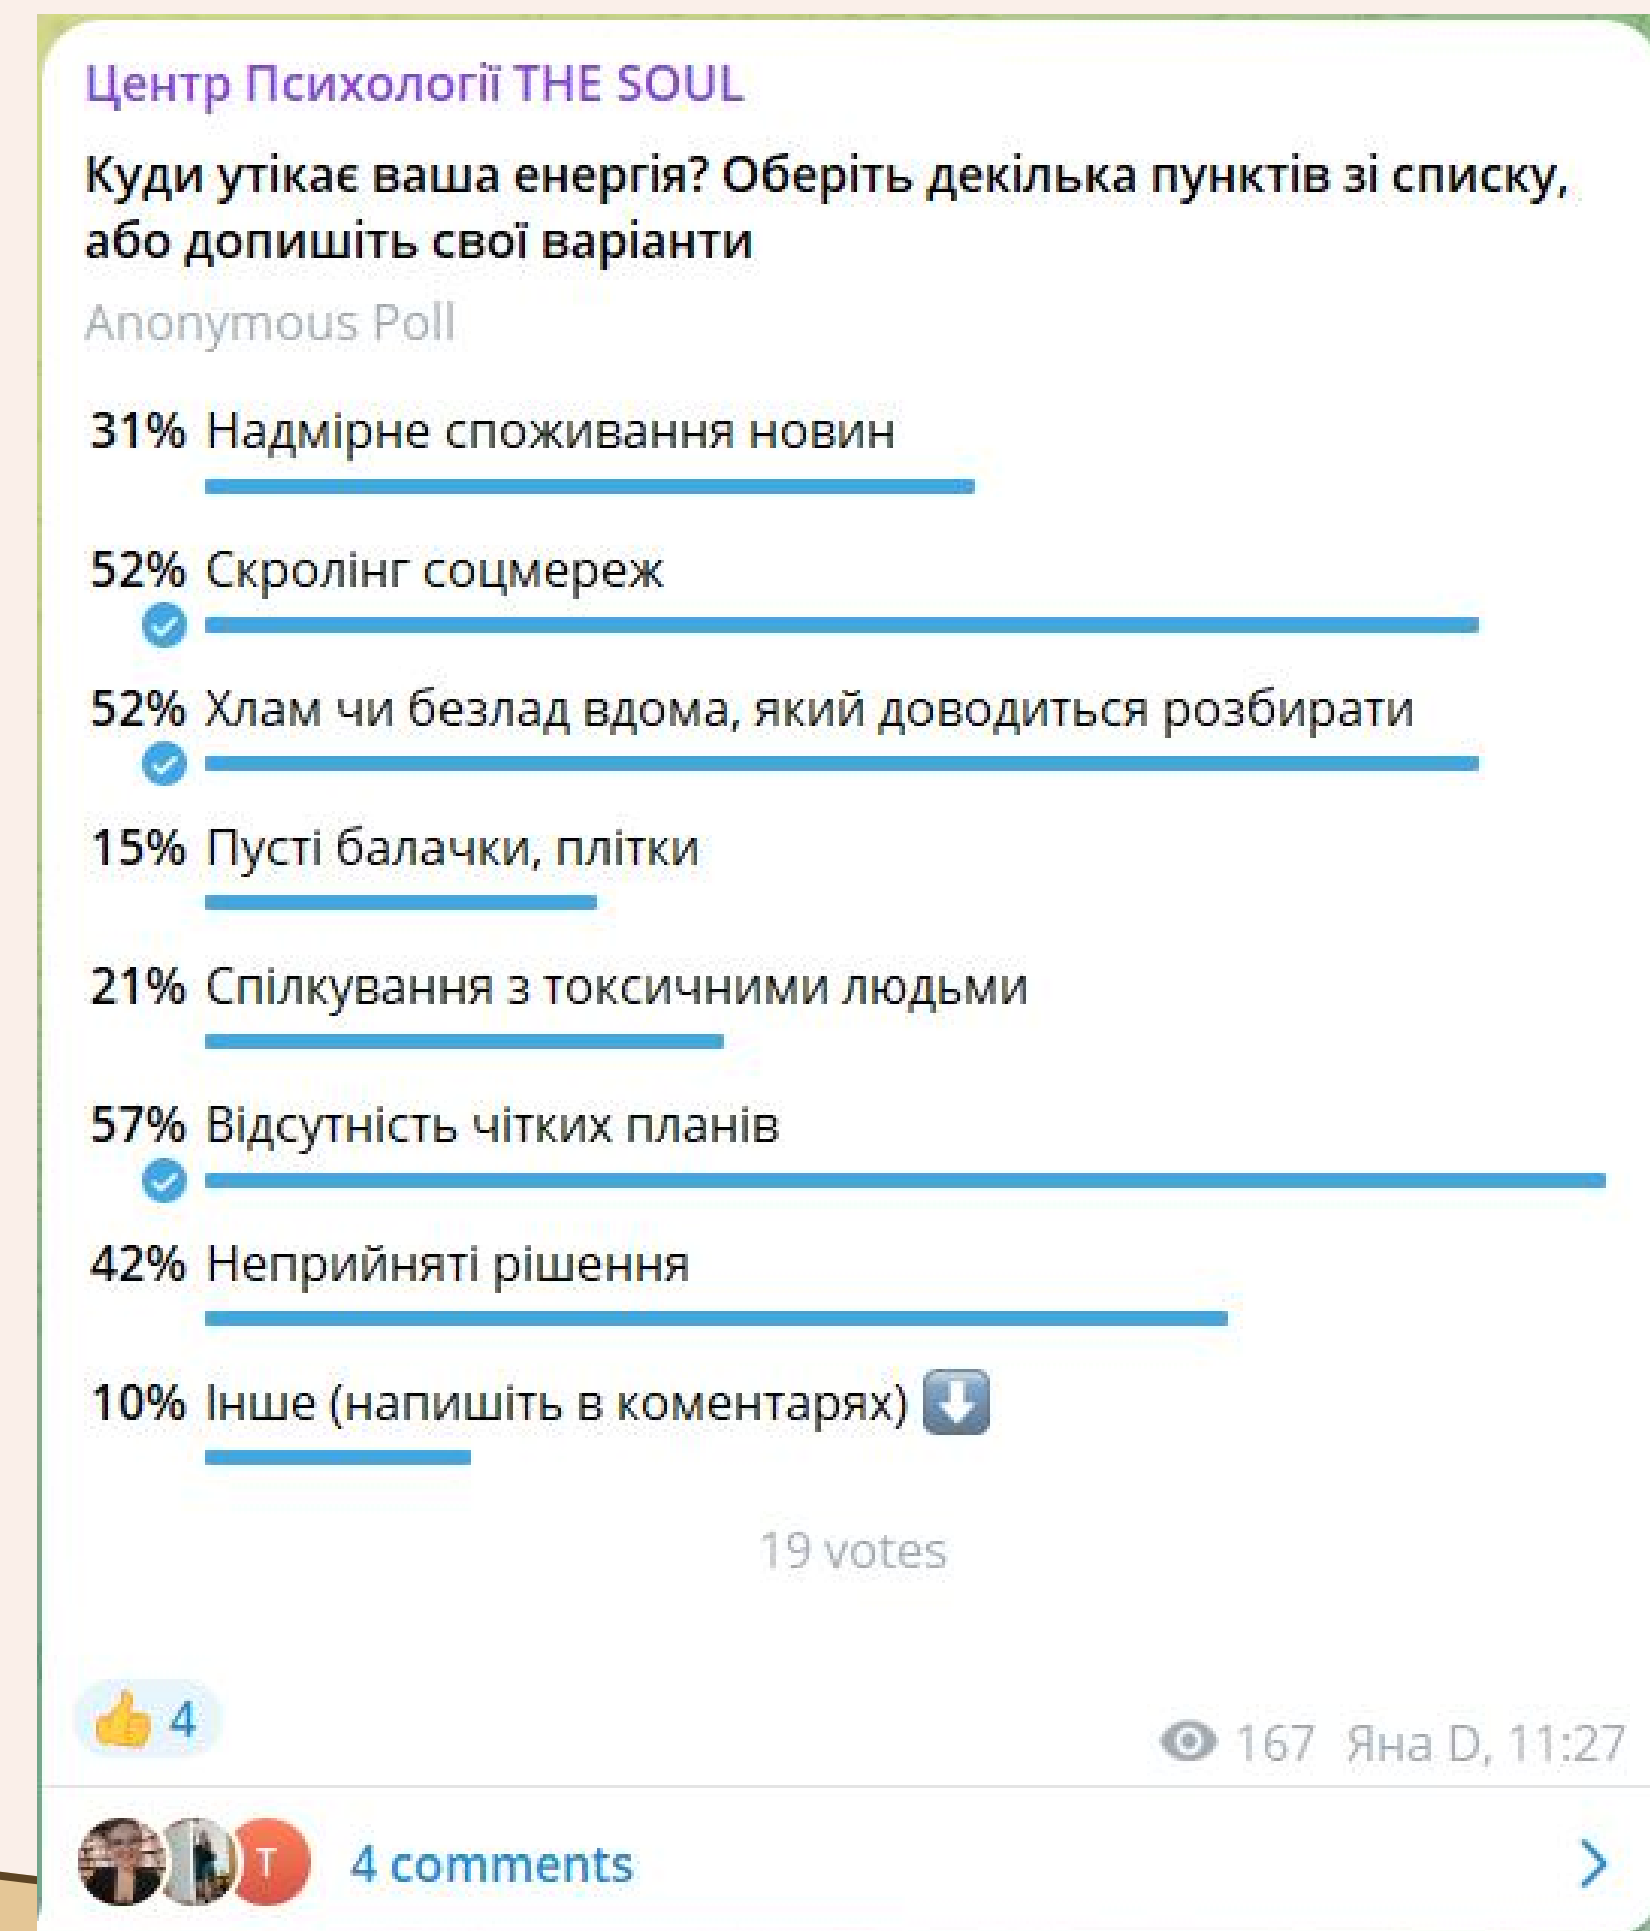 Центр Психології THE SOUL
Куди утікає ваша енергія? Оберіть декілька пунктів зі списку,
або допишіть свої варіанти
Anonymous Poll
31% Надмірне споживання новин
52% Скролінг соцмереж
52% Хлам чи безлад вдома, який доводиться розбирати
15% Пусті балачки, плітки
21% Спілкування з токсичними людьми
57% Відсутність чітких планів
42% Неприйняті рішення
10% Інше (напишіть в коментарях) ⬇️
19 votes
👍 4
167 Яна D, 11:27
T
4 comments